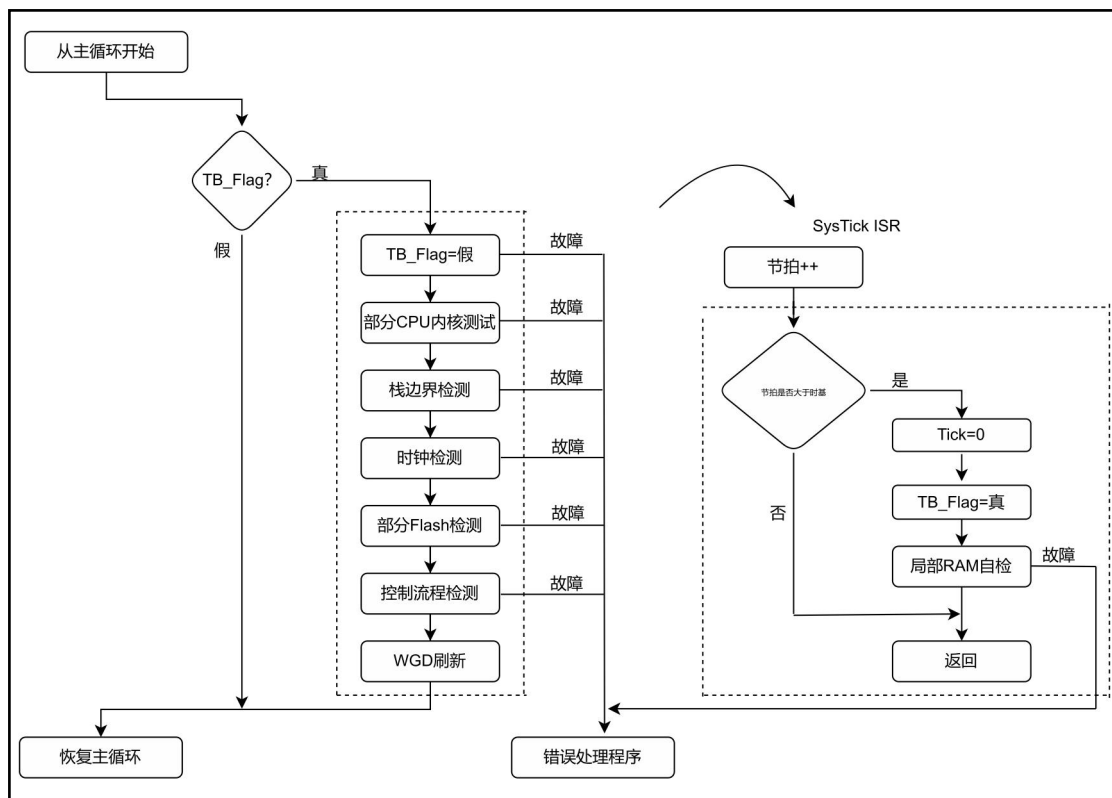 从主循环开始
TB_Flag?
真
假
TB_Flag=假
故障
部分CPU内核测试
故障
栈边界检测
故障
时钟检测
故障
部分Flash检测
故障
控制流程检测
故障
WGD刷新
恢复主循环
错误处理程序
SysTick ISR
节拍++
节拍是否大于时基
是
否
Tick=0
TB_Flag=真
局部RAM自检
故障
返回